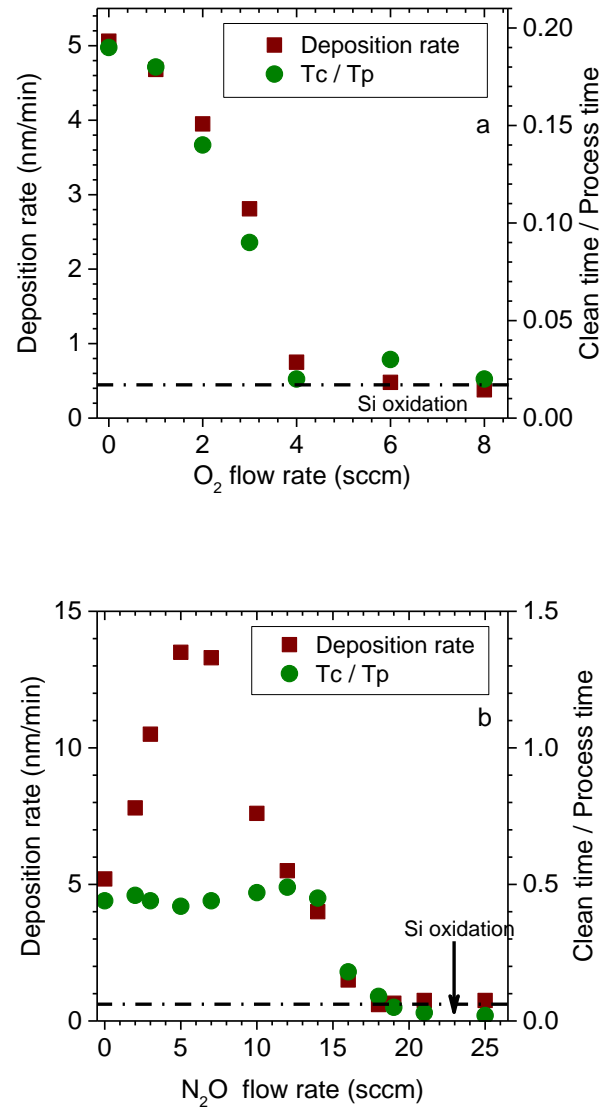 Deposition rate
Tc / Tp
a
5
4
3
2
1
0
0.20
0.15
0.10
0.05
0.00
Deposition rate (nm/min)
Clean time / Process time
Si oxidation
0 2 4 6 8
O₂ flow rate (sccm)
Deposition rate
Tc / Tp
b
15
10
5
0
1.5
1.0
0.5
0.0
Deposition rate (nm/min)
Clean time / Process time
Si oxidation
0 5 10 15 20 25
N₂O flow rate (sccm)